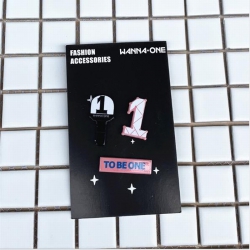 FASHION
ACCESSORIES
WANNA·ONE
1
1
TO BE ONE